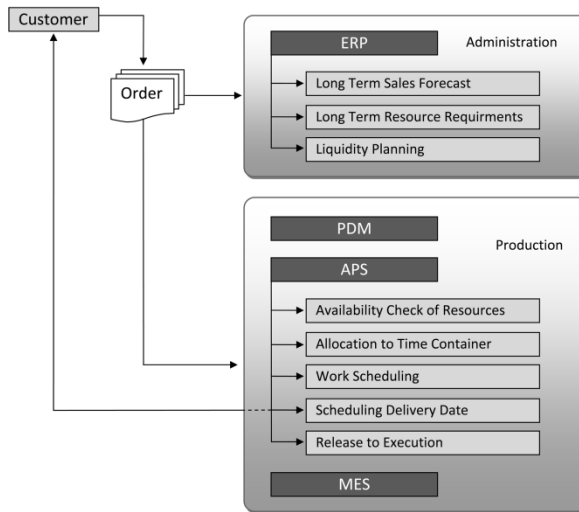 Customer
Order
ERP
Administration
Long Term Sales Forecast
Long Term Resource Requirments
Liquidity Planning
PDM
Production
APS
Availability Check of Resources
Allocation to Time Container
Work Scheduling
Scheduling Delivery Date
Release to Execution
MES